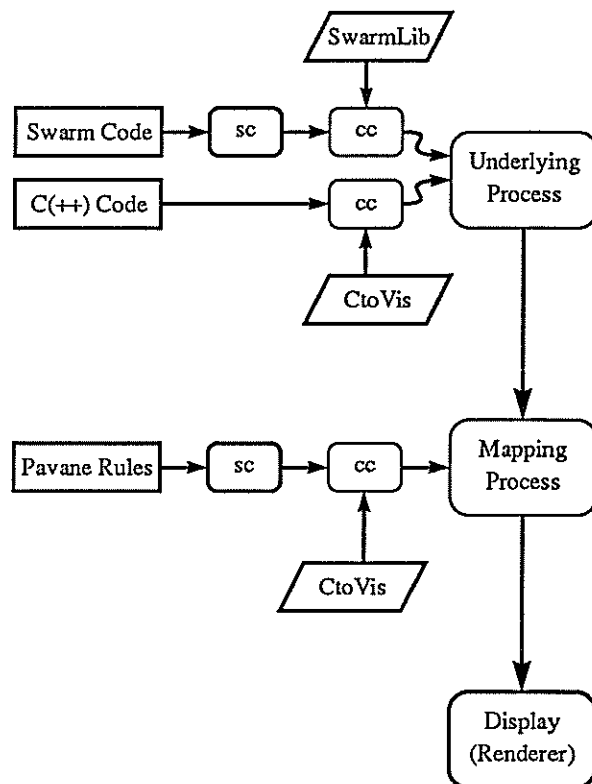 SwarmLib
Swarm Code
sc
cc
Underlying
Process
C(++) Code
cc
CtoVis
Pavane Rules
sc
cc
Mapping
Process
CtoVis
Display
(Renderer)